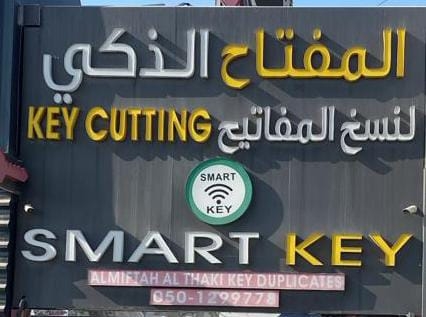 المفتاح الذكي
KEY CUTTING لنسخ المفاتيح
SMART
KEY
SMART KEY
ALMIFTAH AL THAKI KEY DUPLICATES
050-1299778